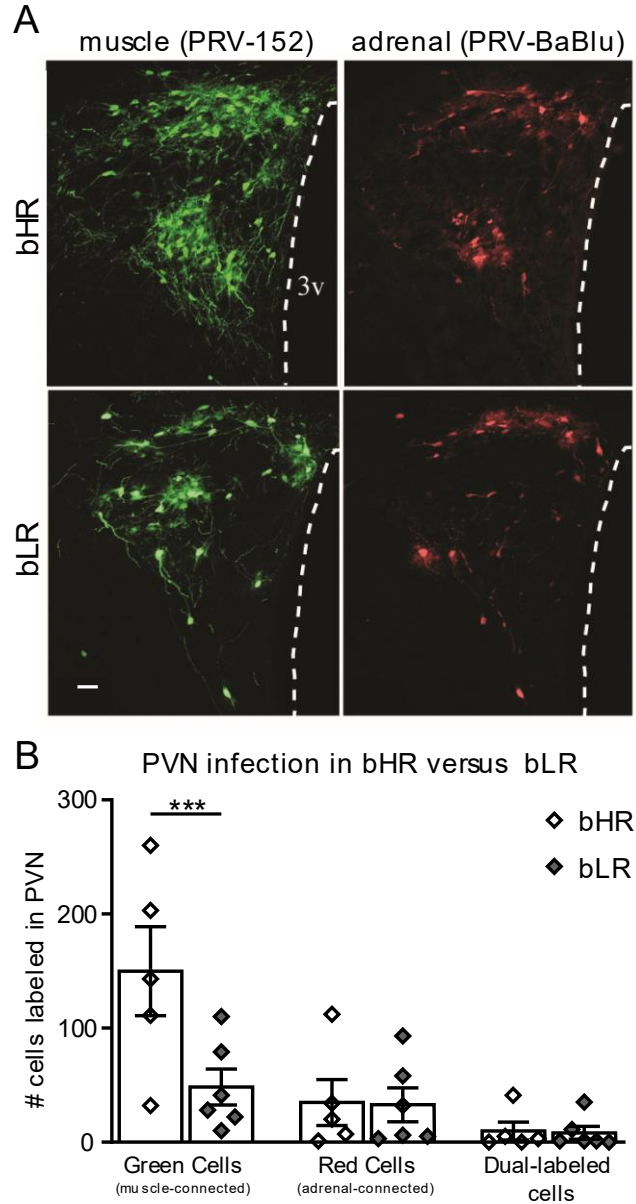 A
muscle (PRV-152) adrenal (PRV-BaBlu)
bHR
3v
bLR
B PVN infection in bHR versus bLR
300
200
100
0
# cells labeled in PVN
***
bHR
bLR
Green Cells
(muscle-connected)
Red Cells
(adrenal-connected)
Dual-labeled
cells